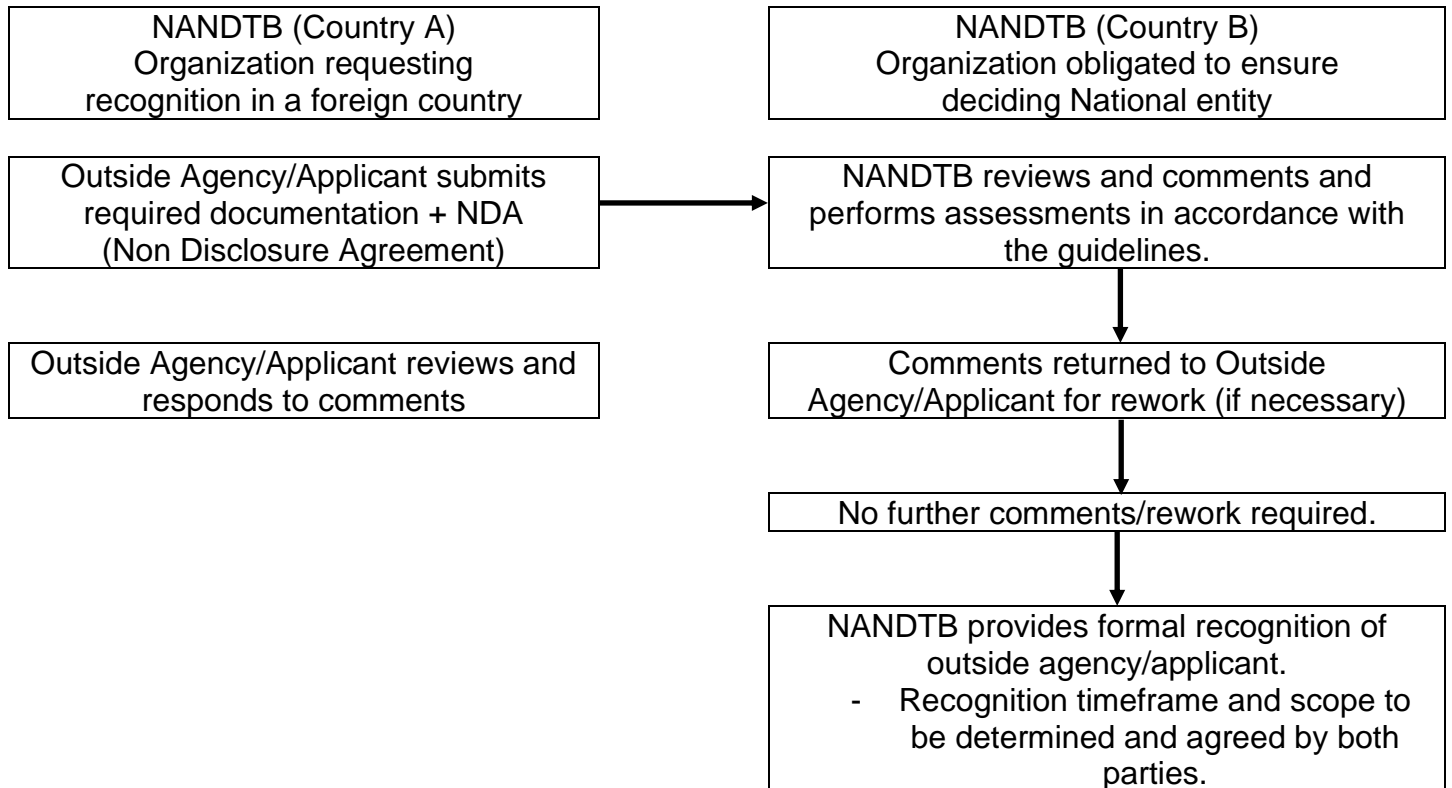 NANDTB (Country A)
Organization requesting
recognition in a foreign country
NANDTB (Country B)
Organization obligated to ensure
deciding National entity
Outside Agency/Applicant submits
required documentation + NDA
(Non Disclosure Agreement)
NANDTB reviews and comments and
performs assessments in accordance with
the guidelines.
Outside Agency/Applicant reviews and
responds to comments
Comments returned to Outside
Agency/Applicant for rework (if necessary)
No further comments/rework required.
NANDTB provides formal recognition of
outside agency/applicant.
- Recognition timeframe and scope to
be determined and agreed by both
parties.